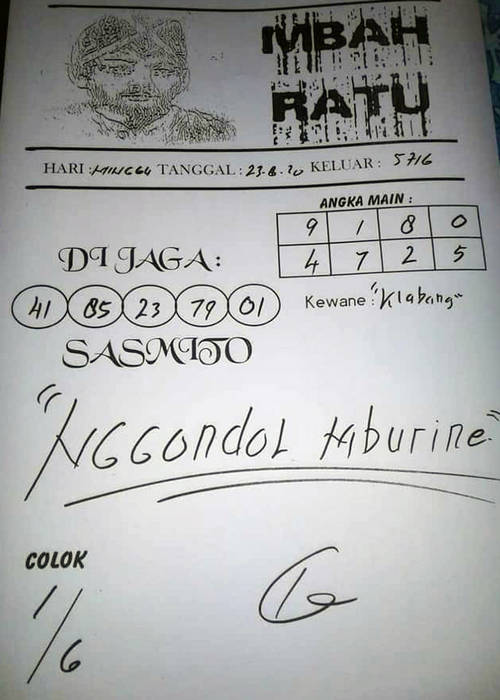 MBAH
RATU
HARI : MINGGU TANGGAL : 23.8.20 KELUAR : 5716
ANGKA MAIN :
9 1 8 0
4 7 2 5
DI JAGA :
41 85 23 79 01
Kewane : "Klabang"
SASMITO
"NGGONDOL taburine"
COLOK
1/6